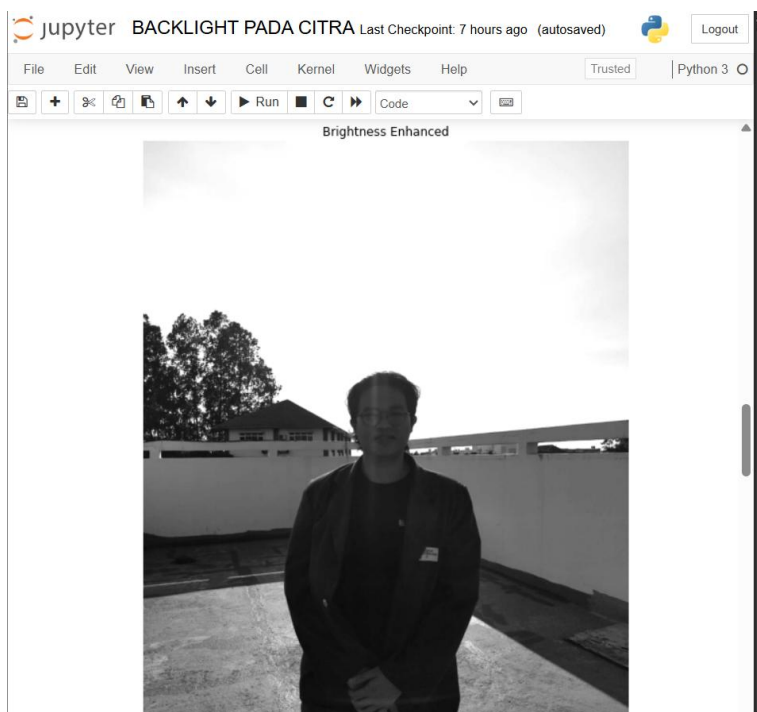 jupyter BACKLIGHT PADA CITRA Last Checkpoint: 7 hours ago (autosaved) Logout
File Edit View Insert Cell Kernel Widgets Help Trusted Python 3
Run Code
Brightness Enhanced